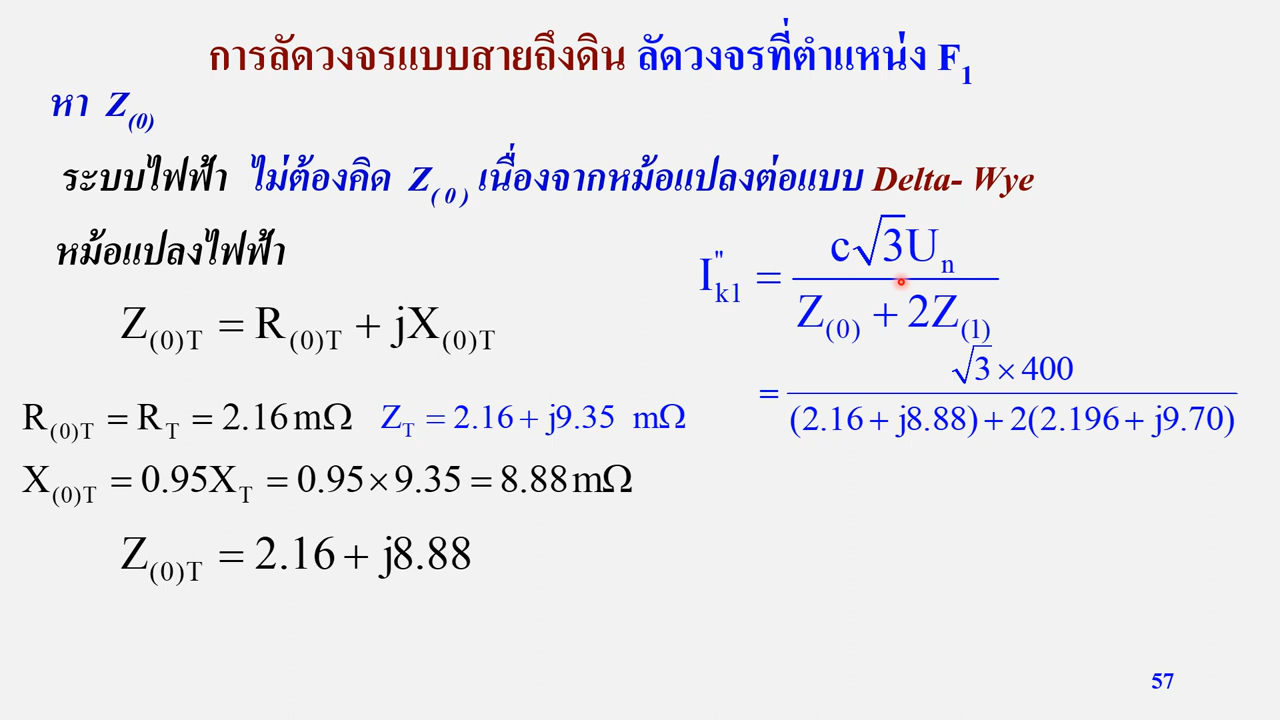 การลัดวงจรแบบสายถึงดิน ลัดวงจรที่ตำแหน่ง F1
หา Z(0)
ระบบไฟฟ้า ไม่ต้องคิด Z( 0 ) เนื่องจากหม้อแปลงต่อแบบ Delta- Wye
หม้อแปลงไฟฟ้า
Z(0)T = R(0)T + jX(0)T
R(0)T = RT = 2.16 mΩ ZT = 2.16 + j9.35 mΩ
X(0)T = 0.95XT = 0.95 × 9.35 = 8.88 mΩ
Z(0)T = 2.16 + j8.88
I"k1 = c√3Un / Z(0) + 2Z(1)
= √3 × 400 / (2.16 + j8.88) + 2(2.196 + j9.70)
57